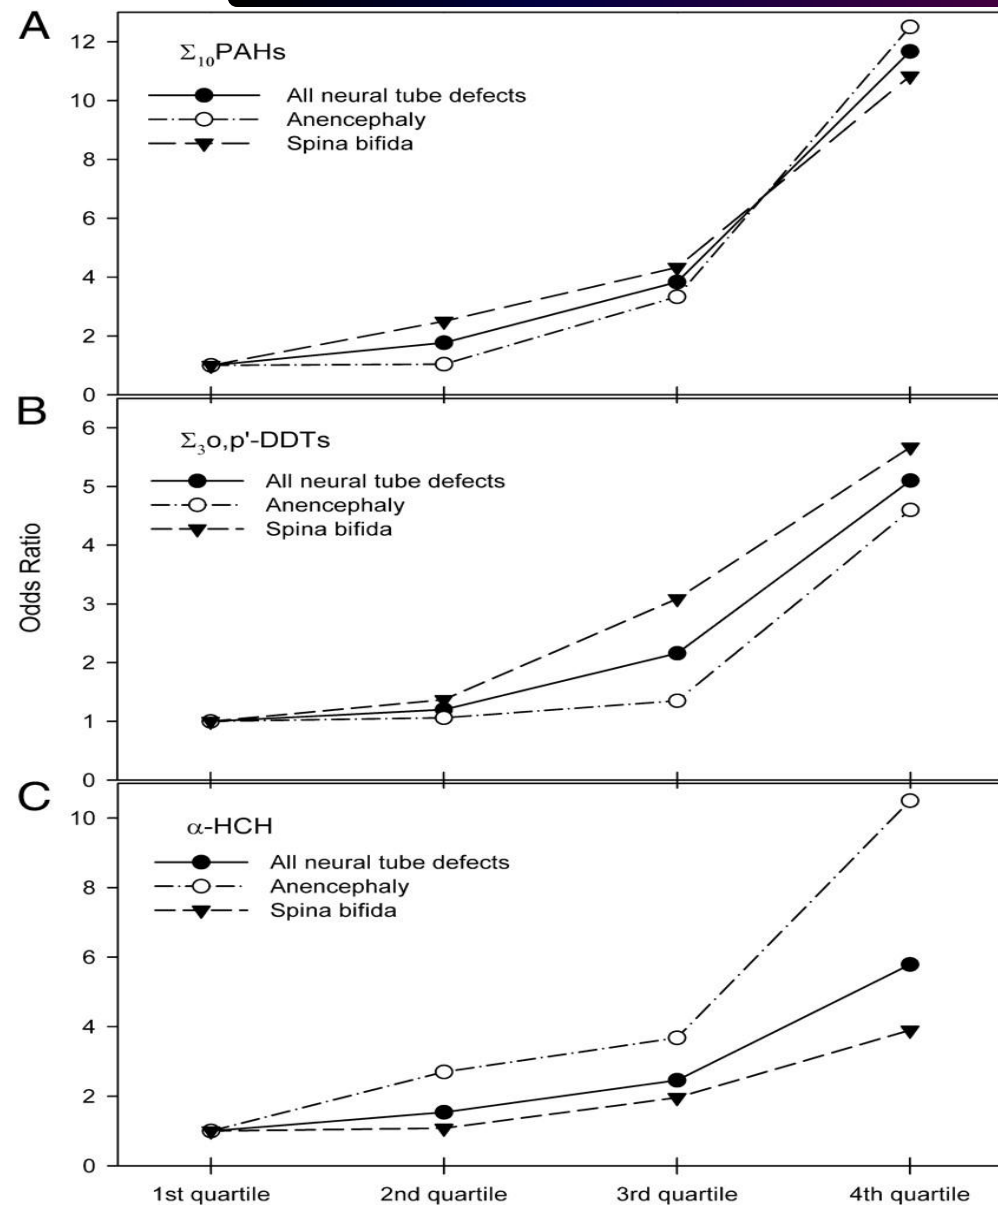 A
Σ₁₀PAHs
All neural tube defects
Anencephaly
Spina bifida
12
10
8
6
4
2
0
B
Σ₃o,p'-DDTs
All neural tube defects
Anencephaly
Spina bifida
6
5
4
3
2
1
0
Odds Ratio
C
α-HCH
All neural tube defects
Anencephaly
Spina bifida
10
8
6
4
2
0
1st quartile 2nd quartile 3rd quartile 4th quartile